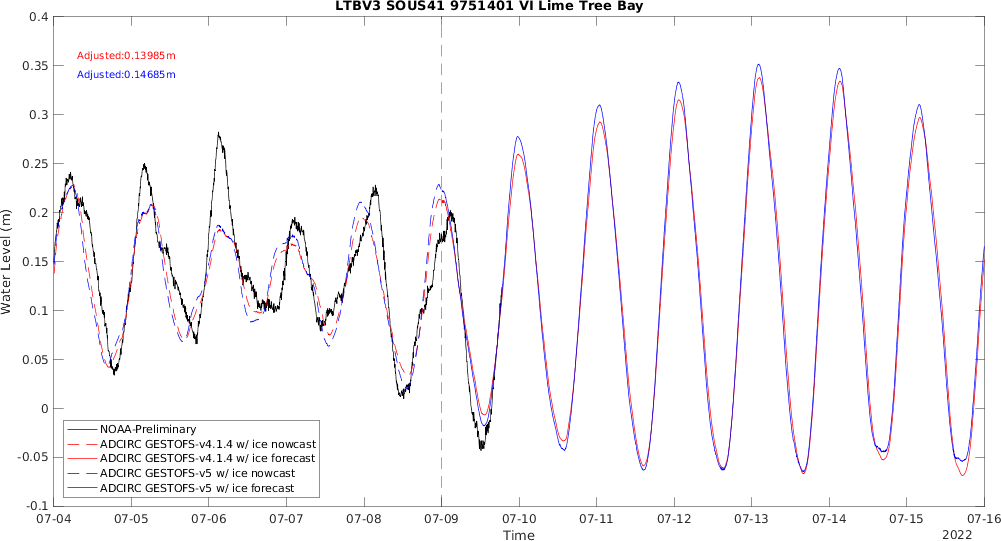 LTBV3 SOUS41 9751401 VI Lime Tree Bay
Adjusted:0.13985m
Adjusted:0.14685m
Water Level (m)
0.4
0.35
0.3
0.25
0.2
0.15
0.1
0.05
0
-0.05
-0.1
NOAA-Preliminary
ADCIRC GESTOFS-v4.1.4 w/ ice nowcast
ADCIRC GESTOFS-v4.1.4 w/ ice forecast
ADCIRC GESTOFS-v5 w/ ice nowcast
ADCIRC GESTOFS-v5 w/ ice forecast
07-04 07-05 07-06 07-07 07-08 07-09 07-10 07-11 07-12 07-13 07-14 07-15 07-16
Time
2022